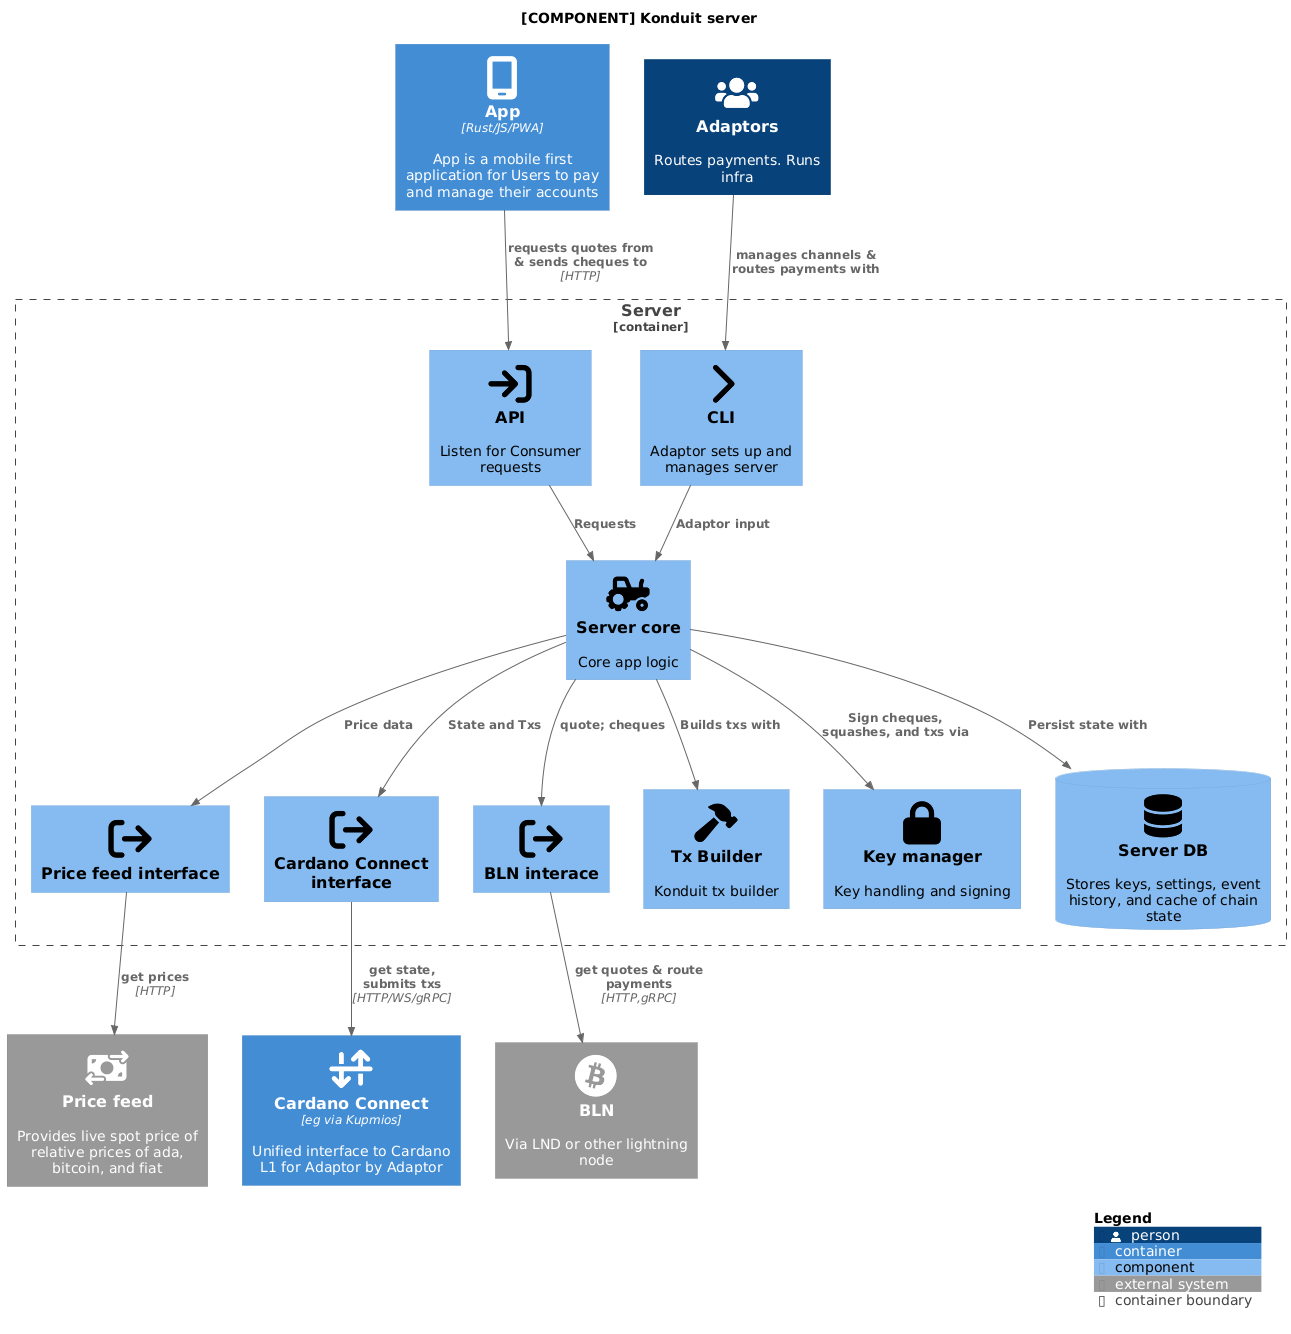 [COMPONENT] Konduit server
App
[Rust/JS/PWA]
App is a mobile first
application for Users to pay
and manage their accounts
Adaptors
Routes payments. Runs
infra
requests quotes from
& sends cheques to
[HTTP]
manages channels &
routes payments with
Server
[container]
API
Listen for Consumer
requests
CLI
Adaptor sets up and
manages server
Requests
Adaptor input
Server core
Core app logic
Price data
State and Txs
quote; cheques
Builds txs with
Sign cheques,
squashes, and txs via
Persist state with
Price feed interface
Cardano Connect
interface
BLN interace
Tx Builder
Konduit tx builder
Key manager
Key handling and signing
Server DB
Stores keys, settings, event
history, and cache of chain
state
get prices
[HTTP]
get state,
submits txs
[HTTP/WS/gRPC]
get quotes & route
payments
[HTTP,gRPC]
Price feed
Provides live spot price of
relative prices of ada,
bitcoin, and fiat
Cardano Connect
[eg via Kupmios]
Unified interface to Cardano
L1 for Adaptor by Adaptor
BLN
Via LND or other lightning
node
Legend
person
container
component
external system
container boundary